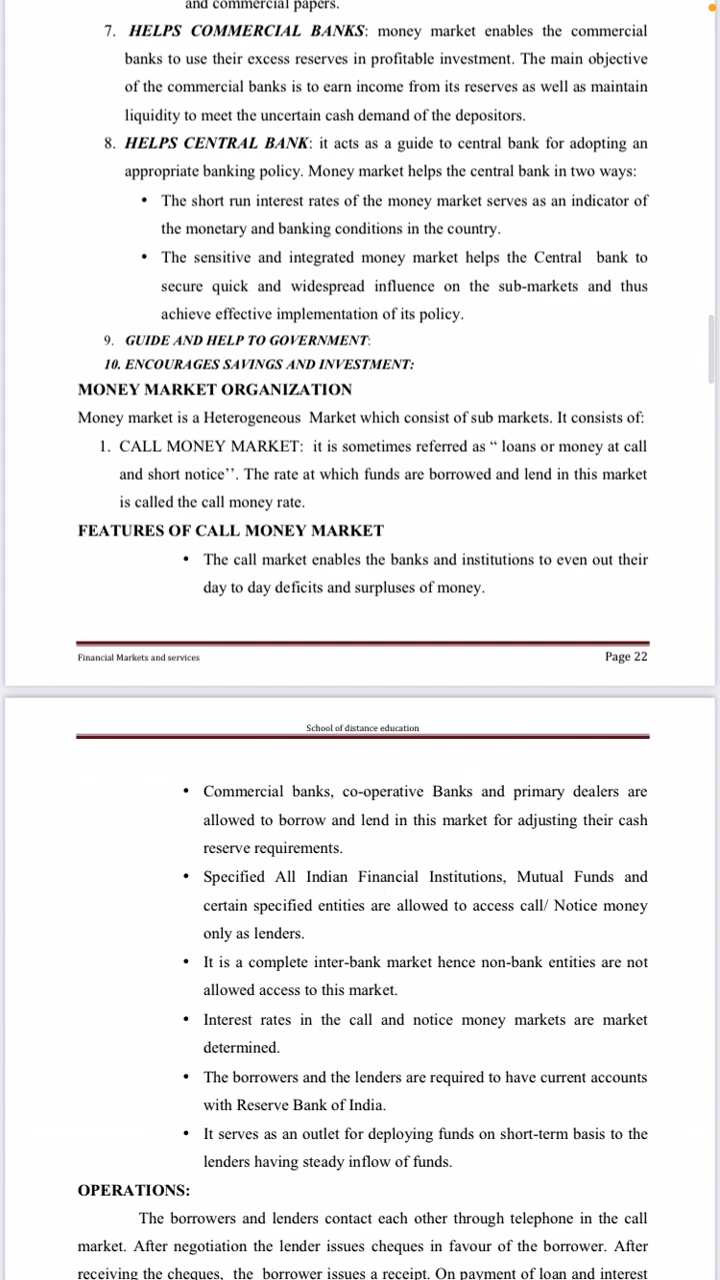 and commercial papers.
7. HELPS COMMERCIAL BANKS: money market enables the commercial
banks to use their excess reserves in profitable investment. The main objective
of the commercial banks is to earn income from its reserves as well as maintain
liquidity to meet the uncertain cash demand of the depositors.
8. HELPS CENTRAL BANK: it acts as a guide to central bank for adopting an
appropriate banking policy. Money market helps the central bank in two ways:
• The short run interest rates of the money market serves as an indicator of
the monetary and banking conditions in the country.
• The sensitive and integrated money market helps the Central bank to
secure quick and widespread influence on the sub-markets and thus
achieve effective implementation of its policy.
9. GUIDE AND HELP TO GOVERNMENT:
10. ENCOURAGES SAVINGS AND INVESTMENT:
MONEY MARKET ORGANIZATION
Money market is a Heterogeneous Market which consist of sub markets. It consists of:
1. CALL MONEY MARKET: it is sometimes referred as “ loans or money at call
and short notice’’. The rate at which funds are borrowed and lend in this market
is called the call money rate.
FEATURES OF CALL MONEY MARKET
• The call market enables the banks and institutions to even out their
day to day deficits and surpluses of money.
Financial Markets and services Page 22
School of distance education
• Commercial banks, co-operative Banks and primary dealers are
allowed to borrow and lend in this market for adjusting their cash
reserve requirements.
• Specified All Indian Financial Institutions, Mutual Funds and
certain specified entities are allowed to access call/ Notice money
only as lenders.
• It is a complete inter-bank market hence non-bank entities are not
allowed access to this market.
• Interest rates in the call and notice money markets are market
determined.
• The borrowers and the lenders are required to have current accounts
with Reserve Bank of India.
• It serves as an outlet for deploying funds on short-term basis to the
lenders having steady inflow of funds.
OPERATIONS:
The borrowers and lenders contact each other through telephone in the call
market. After negotiation the lender issues cheques in favour of the borrower. After
receiving the cheques, the borrower issues a receipt. On payment of loan and interest